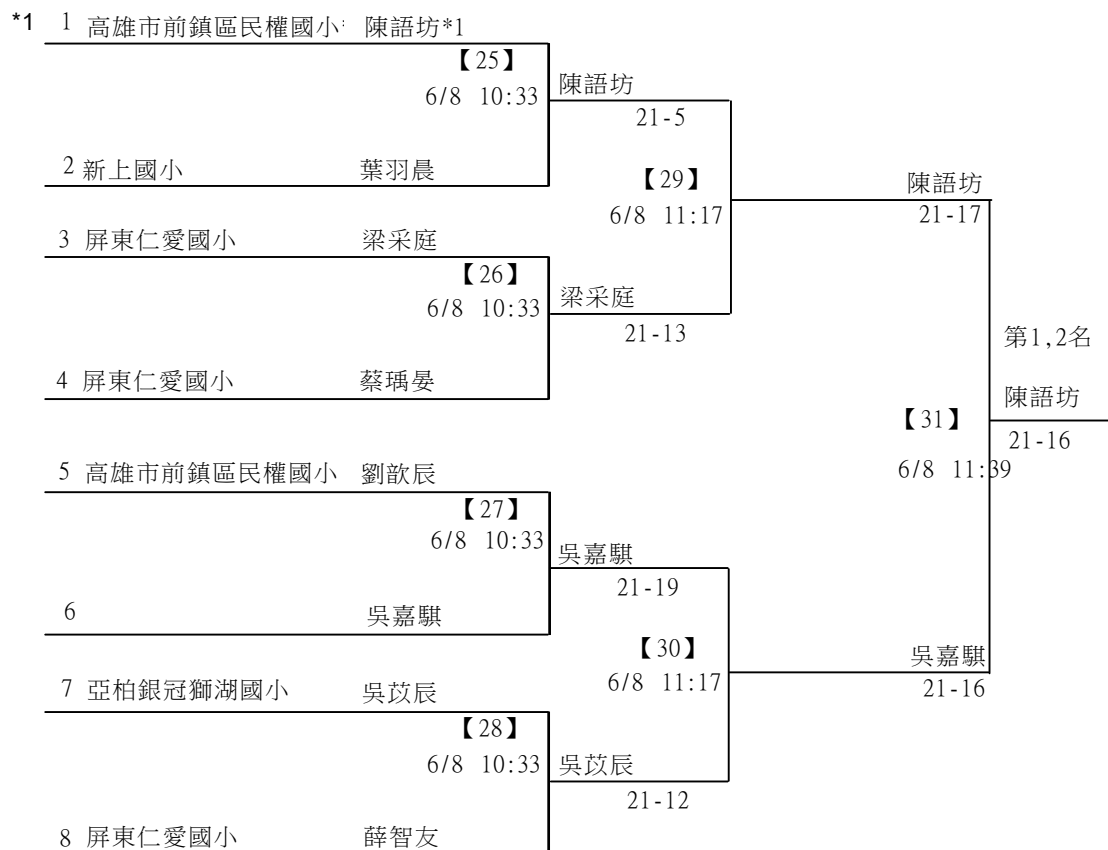 *1 1 高雄市前鎮區民權國小 陳語坊*1
【25】
6/8 10:33
陳語坊
21-5
2 新上國小 葉羽晨
【29】
6/8 11:17
陳語坊
21-17
3 屏東仁愛國小 梁采庭
【26】
6/8 10:33
梁采庭
21-13
4 屏東仁愛國小 蔡瑀晏
第1,2名
陳語坊
【31】
21-16
6/8 11:39
5 高雄市前鎮區民權國小 劉歆辰
【27】
6/8 10:33
吳嘉騏
21-19
6 吳嘉騏
【30】
6/8 11:17
吳嘉騏
21-16
7 亞柏銀冠獅湖國小 吳苡辰
【28】
6/8 10:33
吳苡辰
21-12
8 屏東仁愛國小 薛智友